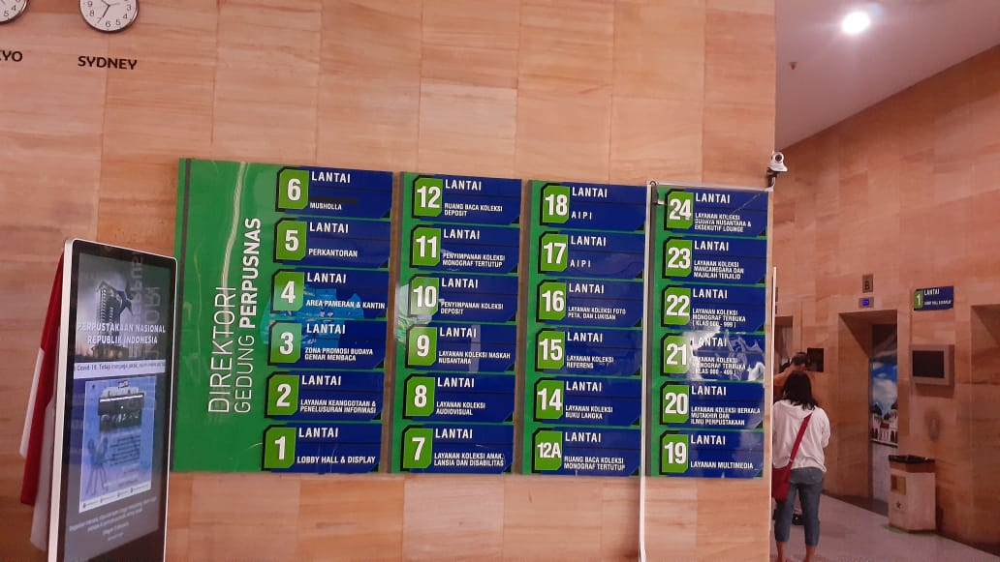 SYDNEY
DIREKTORI
GEDUNG PERPUSNAS
6 LANTAI
MUSHOLLA
5 LANTAI
PERKANTORAN
4 LANTAI
AREA PAMERAN & KANTIN
3 LANTAI
ZONA PROMOSI BUDAYA
GEMAR MEMBACA
2 LANTAI
LAYANAN KEANGGOTAAN &
PENELUSURAN INFORMASI
1 LANTAI
LOBBY HALL & DISPLAY
12 LANTAI
RUANG BACA KOLEKSI
DEPOSIT
11 LANTAI
PENYIMPANAN KOLEKSI
MONOGRAF TERTUTUP
10 LANTAI
PENYIMPANAN KOLEKSI
DEPOSIT
9 LANTAI
LAYANAN KOLEKSI NASKAH
NUSANTARA
8 LANTAI
LAYANAN KOLEKSI
AUDIOVISUAL
7 LANTAI
LAYANAN KOLEKSI ANAK,
LANSIA DAN DISABILITAS
18 LANTAI
AIPI
17 LANTAI
AIPI
16 LANTAI
LAYANAN KOLEKSI FOTO
PETA, DAN LUKISAN
15 LANTAI
LAYANAN KOLEKSI
REFERENS
14 LANTAI
LAYANAN KOLEKSI
BUKU LANGKA
12A LANTAI
RUANG BACA KOLEKSI
MONOGRAF TERTUTUP
24 LANTAI
LAYANAN KOLEKSI
BUDAYA NUSANTARA &
EKSEKUTIF LOUNGE
23 LANTAI
LAYANAN KOLEKSI
MANCANEGARA DAN
MAJALAH TERJILID
22 LANTAI
LAYANAN KOLEKSI
MONOGRAF TERBUKA
21 LANTAI
LAYANAN KOLEKSI
MONOGRAF TERBUKA
20 LANTAI
LAYANAN KOLEKSI BERKALA
MUTAKHIR DAN
ILMU PERPUSTAKAAN
19 LANTAI
LAYANAN MULTIMEDIA
PERPUSTAKAAN NASIONAL
REPUBLIK INDONESIA
B
1 LANTAI